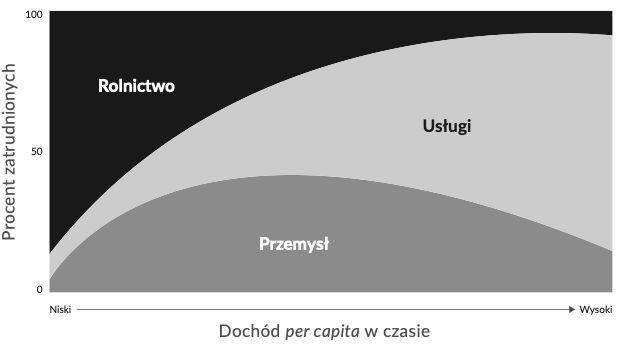 100
Rolnictwo
Usługi
50
Procent zatrudnionych
Przemysł
0
Niski
Wysoki
Dochód per capita w czasie